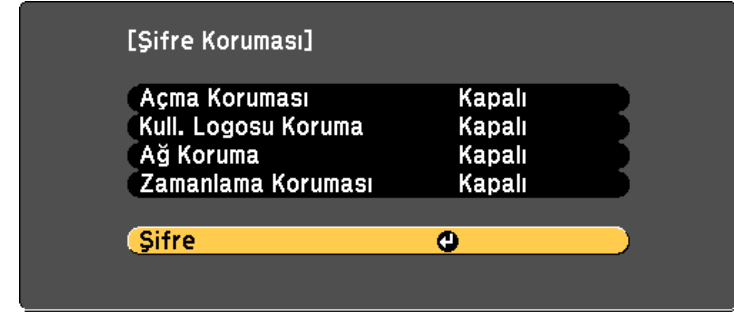 [Şifre Koruması]
Açma Koruması Kapalı
Kull. Logosu Koruma Kapalı
Ağ Koruma Kapalı
Zamanlama Koruması Kapalı
Şifre